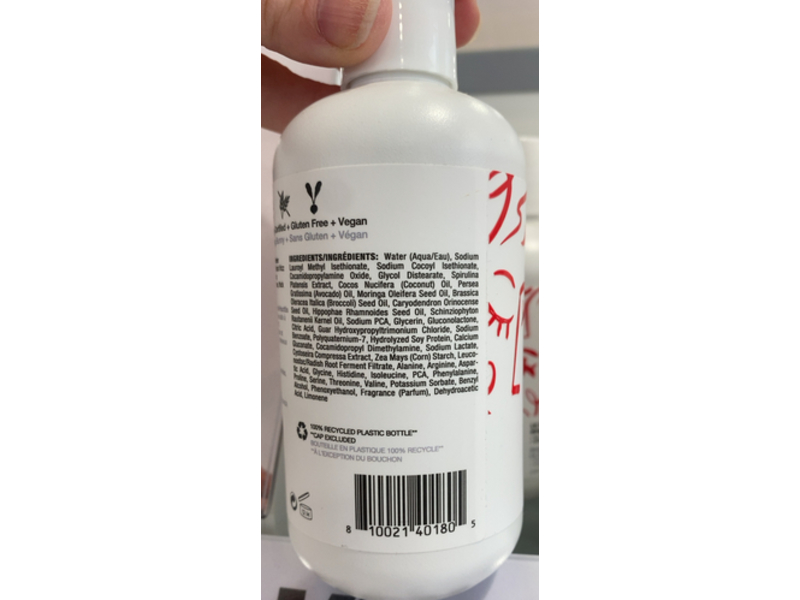 + Gluten Free + Vegan
+ Sans Gluten + Végan
INGREDIENTS/INGRÉDIENTS: Water (Aqua/Eau), Sodium
Lauroyl Methyl Isethionate, Sodium Cocoyl Isethionate,
Cocamidopropylamine Oxide, Glycol Distearate, Spirulina
Platensis Extract, Cocos Nucifera (Coconut) Oil, Persea
Gratissima (Avocado) Oil, Moringa Oleifera Seed Oil, Brassica
Oleracea Italica (Broccoli) Seed Oil, Caryodendron Orinocense
Seed Oil, Hippophae Rhamnoides Seed Oil, Schinziophyton
Rautanenii Kernel Oil, Sodium PCA, Glycerin, Gluconolactone,
Citric Acid, Guar Hydroxypropyltrimonium Chloride, Sodium
Benzoate, Polyquaternium-7, Hydrolyzed Soy Protein, Calcium
Gluconate, Cocamidopropyl Dimethylamine, Sodium Lactate,
Cystoseira Compressa Extract, Zea Mays (Corn) Starch, Leuco-
nostoc/Radish Root Ferment Filtrate, Alanine, Arginine, Aspar-
tic Acid, Glycine, Histidine, Isoleucine, PCA, Phenylalanine,
Proline, Serine, Threonine, Valine, Potassium Sorbate, Benzyl
Alcohol, Phenoxyethanol, Fragrance (Parfum), Dehydroacetic
Acid, Limonene
100% RECYCLED PLASTIC BOTTLE**
**CAP EXCLUDED
BOUTEILLE EN PLASTIQUE 100% RECYCLÉ**
**À L'EXCEPTION DU BOUCHON
8 10021 40180 5